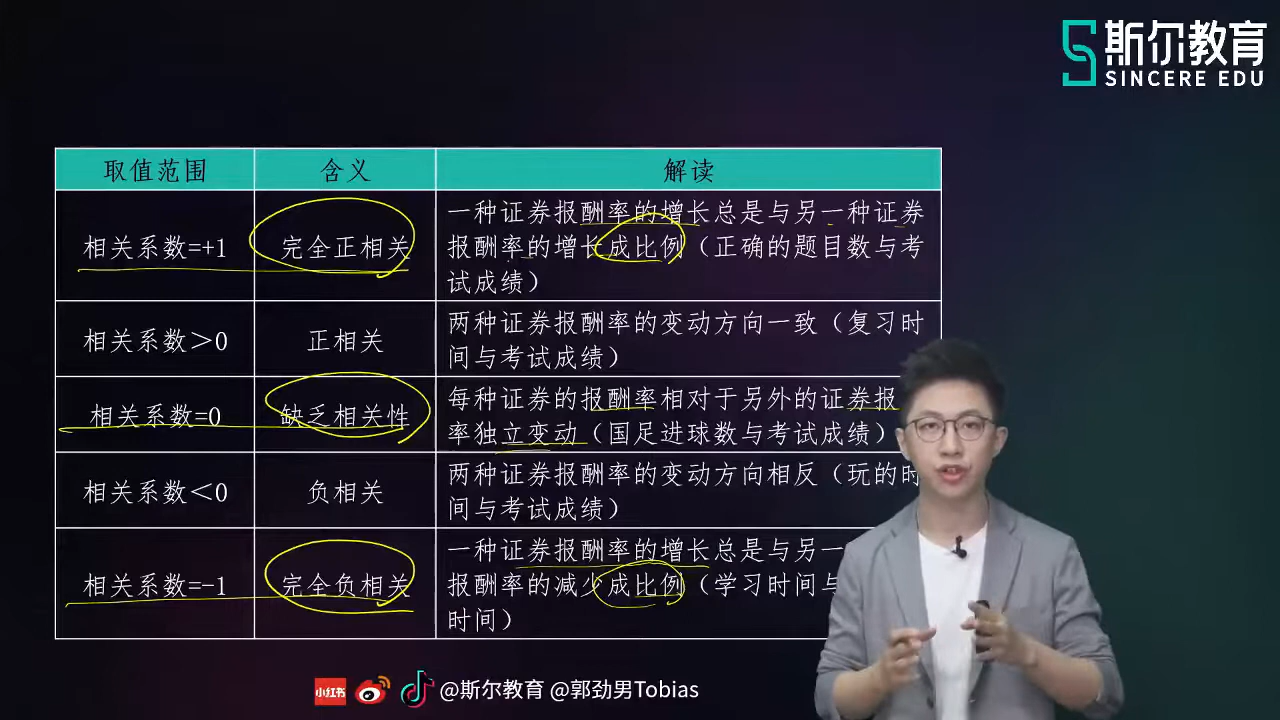 斯尔教育
SINCERE EDU
取值范围
含义
解读
相关系数=+1
完全正相关
一种证券报酬率的增长总是与另一种证券
报酬率的增长成比例（正确的题目数与考
试成绩）
相关系数＞0
正相关
两种证券报酬率的变动方向一致（复习时
间与考试成绩）
相关系数=0
缺乏相关性
每种证券的报酬率相对于另外的证券报
率独立变动（国足进球数与考试成绩）
相关系数＜0
负相关
两种证券报酬率的变动方向相反（玩的时
间与考试成绩）
相关系数=-1
完全负相关
一种证券报酬率的增长总是与另一
报酬率的减少成比例（学习时间与
时间）
小红书
@斯尔教育 @郭劲男Tobias